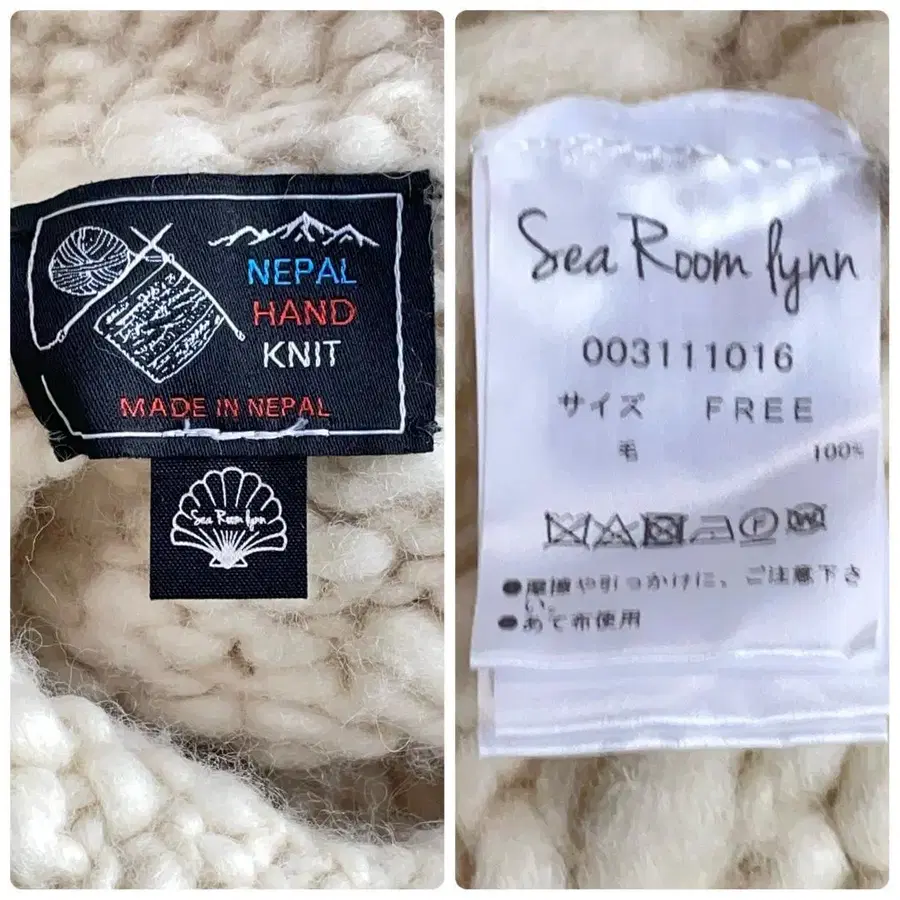 NEPAL
HAND
KNIT
MADE IN NEPAL
Sea Room lynn
Sea Room lynn
003111016
サイズ FREE
毛 100%
F
W
●摩擦や引っかけに、ご注意下さ
い。
●あて布使用